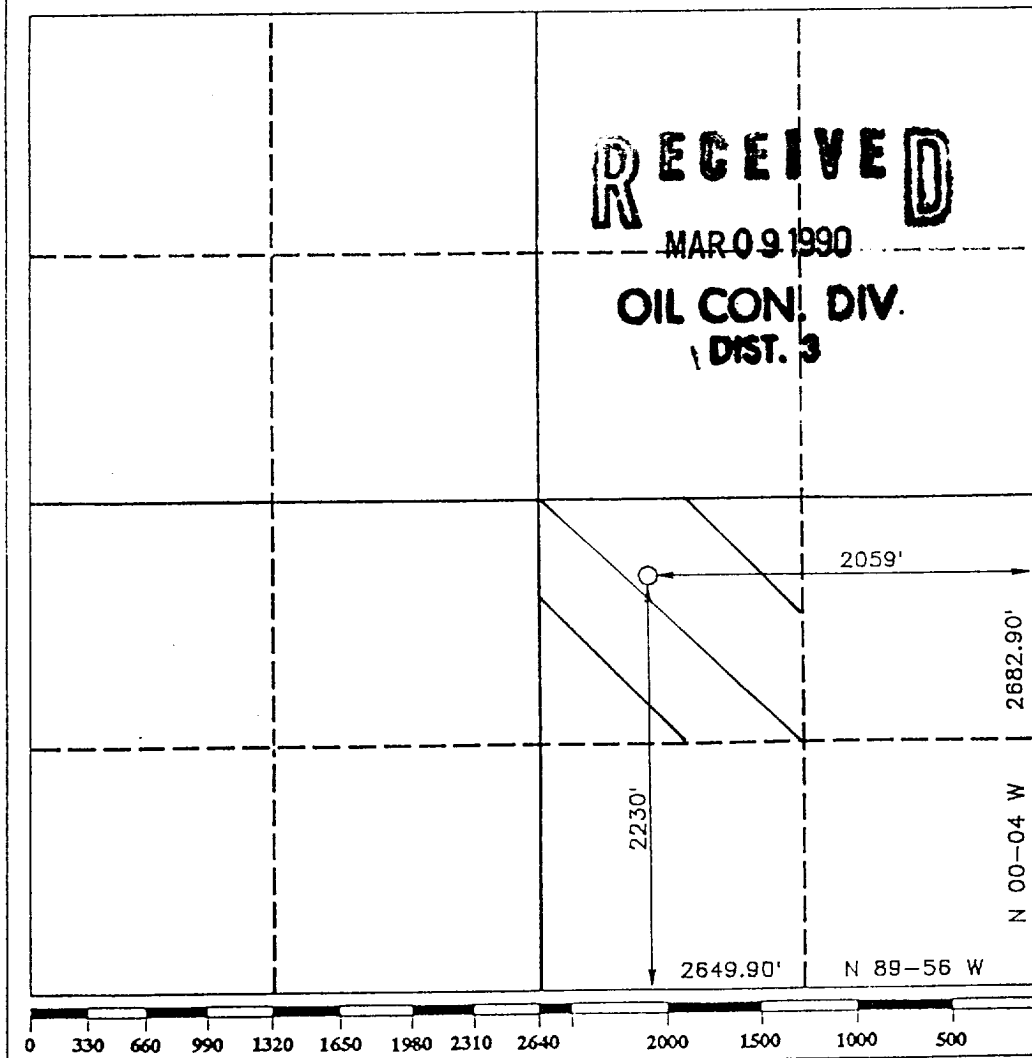 RECEIVED
MAR 09 1990
OIL CON. DIV.
DIST. 3
2059'
2682.90'
2230'
N 00-04 W
2649.90' N 89-56 W
0 330 660 990 1320 1650 1980 2310 2640 2000 1500 1000 500